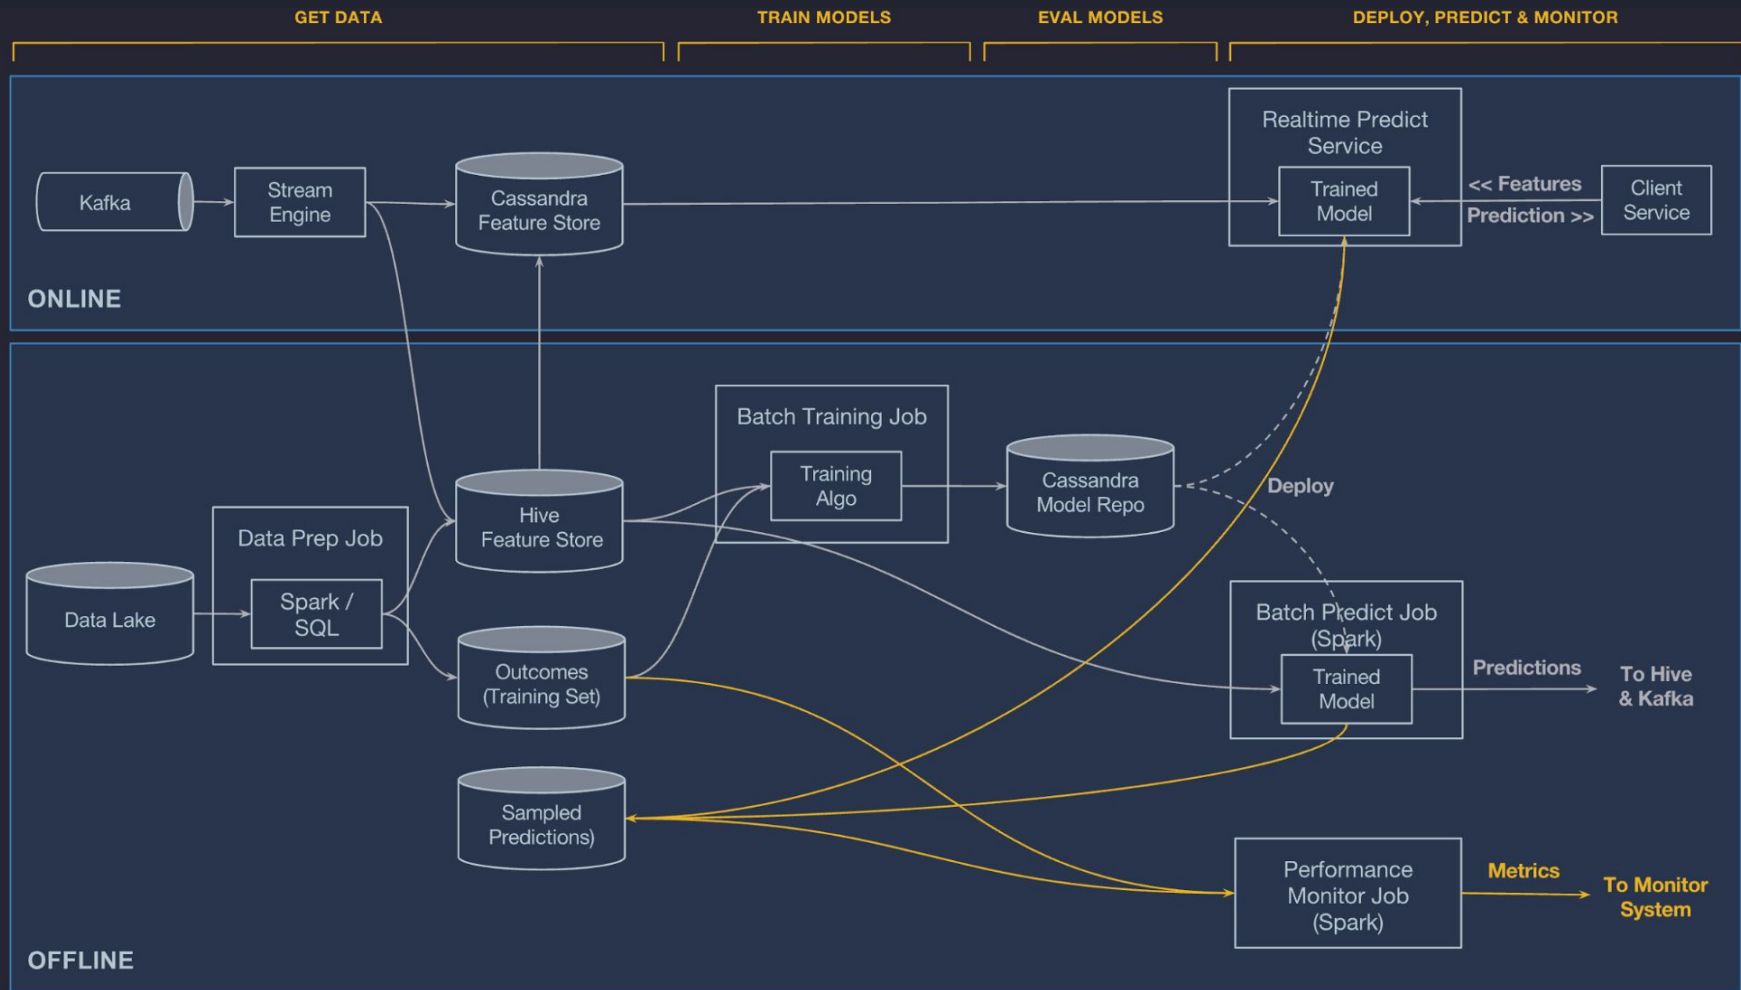 GET DATA
TRAIN MODELS
EVAL MODELS
DEPLOY, PREDICT & MONITOR
Realtime Predict
Service
Kafka
Stream
Engine
Cassandra
Feature Store
Trained
Model
<< Features
Prediction >>
Client
Service
ONLINE
Batch Training Job
Training
Algo
Cassandra
Model Repo
Deploy
Hive
Feature Store
Data Prep Job
Spark /
SQL
Data Lake
Batch Predict Job
(Spark)
Trained
Model
Predictions
To Hive
& Kafka
Outcomes
(Training Set)
Sampled
Predictions)
Performance
Monitor Job
(Spark)
Metrics
To Monitor
System
OFFLINE